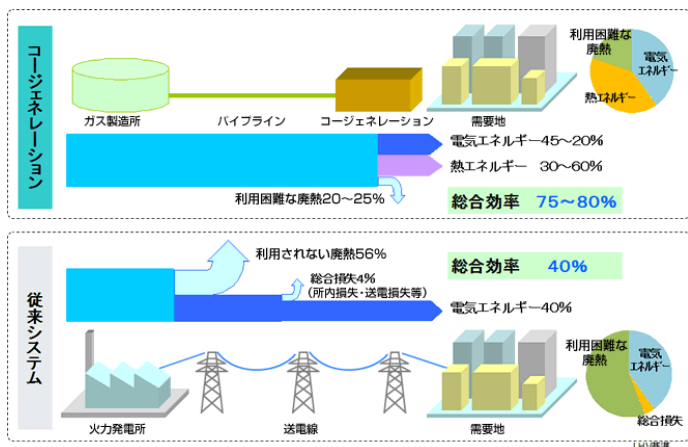 コージェネレーション
ガス製造所
パイプライン
コージェネレーション
需要地
利用困難な
廃熱
電気
エネルギー
熱エネルギー
電気エネルギー45～20%
熱エネルギー 30～60%
利用困難な廃熱20～25%
総合効率 75～80%
従来システム
利用されない廃熱56%
総合損失4%
(所内損失・送電損失等)
総合効率 40%
電気エネルギー40%
火力発電所
送電線
需要地
利用困難な
廃熱
電気
エネルギー
総合損失